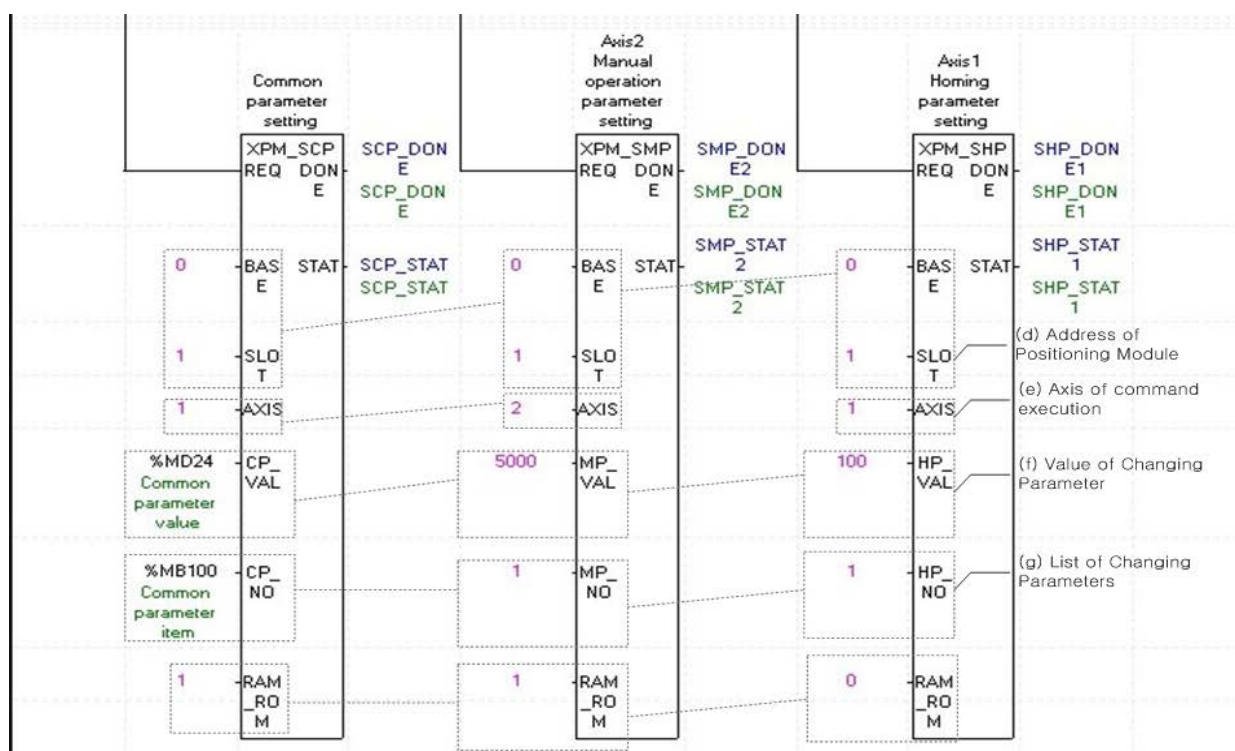 Common
parameter
setting
Axis2
Manual
operation
parameter
setting
Axis1
Homing
parameter
setting
XPM_SCP
REQ DON
E
SCP_DON
E
SCP_DON
E
XPM_SMP
REQ DON
E
SMP_DON
E2
SMP_DON
E2
XPM_SHP
REQ DON
E
SHP_DON
E1
SHP_DON
E1
0
BAS STAT
E
SCP_STAT
SCP_STAT
0
BAS STAT
E
SMP_STAT
2
SMP_STAT
2
0
BAS STAT
E
SHP_STAT
1
SHP_STAT
1
1
SLO
T
1
SLO
T
1
SLO
T
(d) Address of
Positioning Module
1
AXIS
2
AXIS
1
AXIS
(e) Axis of command
execution
%MD24
Common
parameter
value
CP_
VAL
5000
MP_
VAL
100
HP_
VAL
(f) Value of Changing
Parameter
%MB100
Common
parameter
item
CP_
NO
1
MP_
NO
1
HP_
NO
(g) List of Changing
Parameters
1
RAM
_RO
M
1
RAM
_RO
M
0
RAM
_RO
M